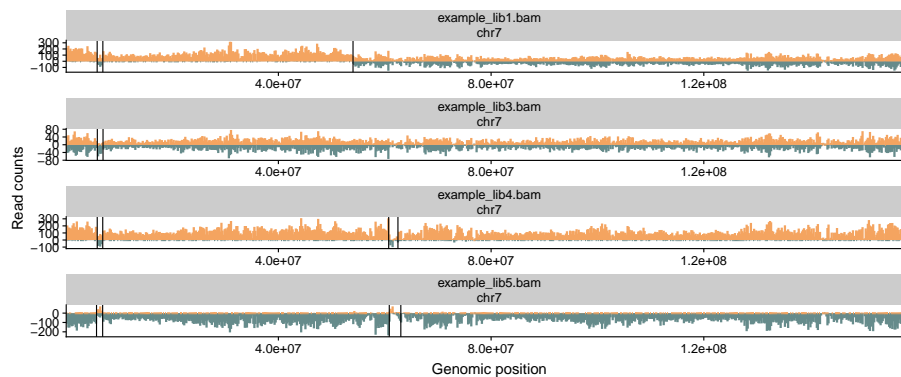 example_lib1.bam
chr7
300
200
100
0
−100
4.0e+07
8.0e+07
1.2e+08
example_lib3.bam
chr7
80
40
0
−40
−80
4.0e+07
8.0e+07
1.2e+08
example_lib4.bam
chr7
300
200
100
0
−100
4.0e+07
8.0e+07
1.2e+08
example_lib5.bam
chr7
0
−100
−200
4.0e+07
8.0e+07
1.2e+08
Read counts
Genomic position